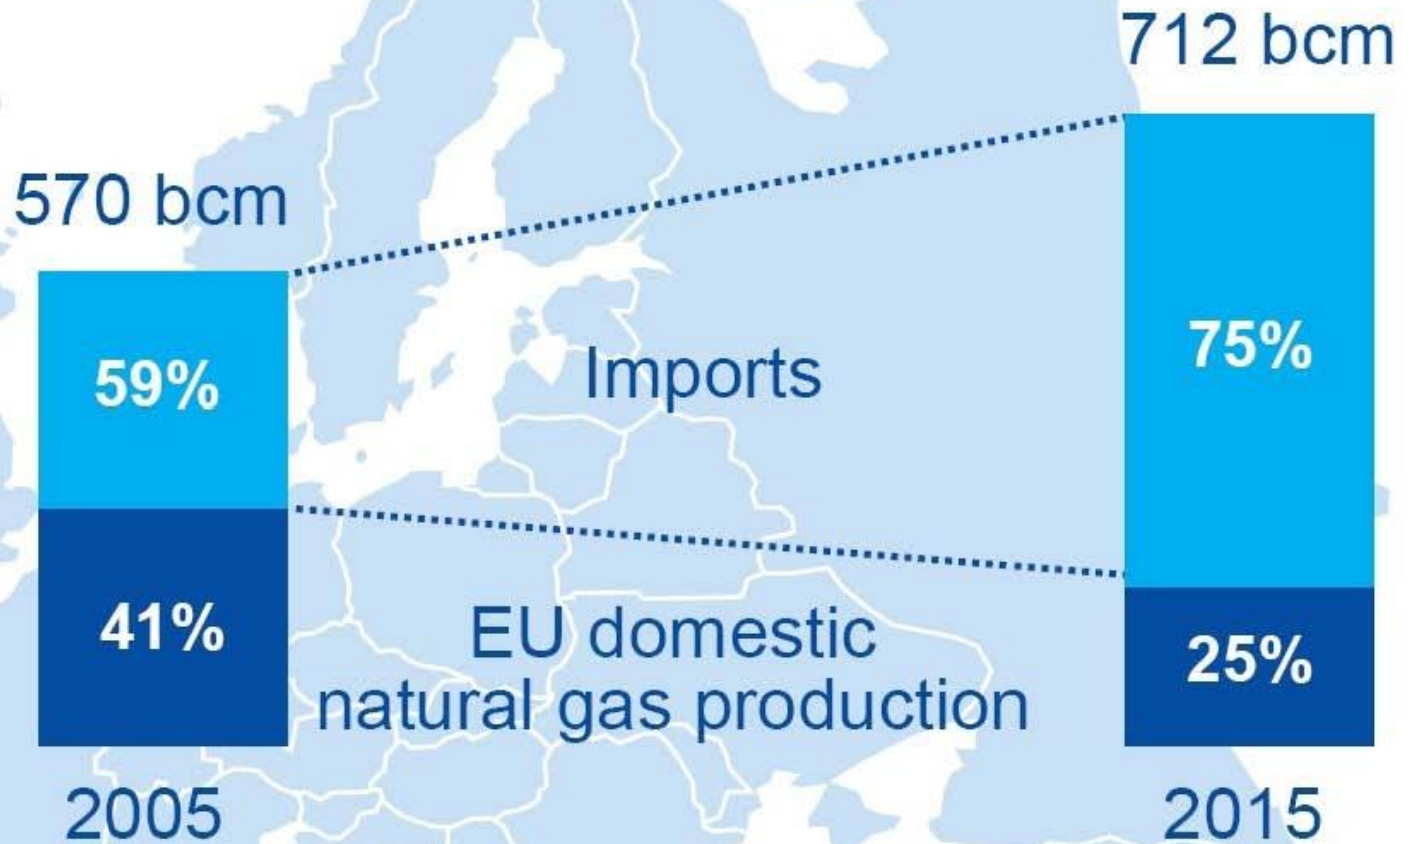 712 bcm
570 bcm
59%
Imports
75%
41%
EU domestic
natural gas production
25%
2005
2015